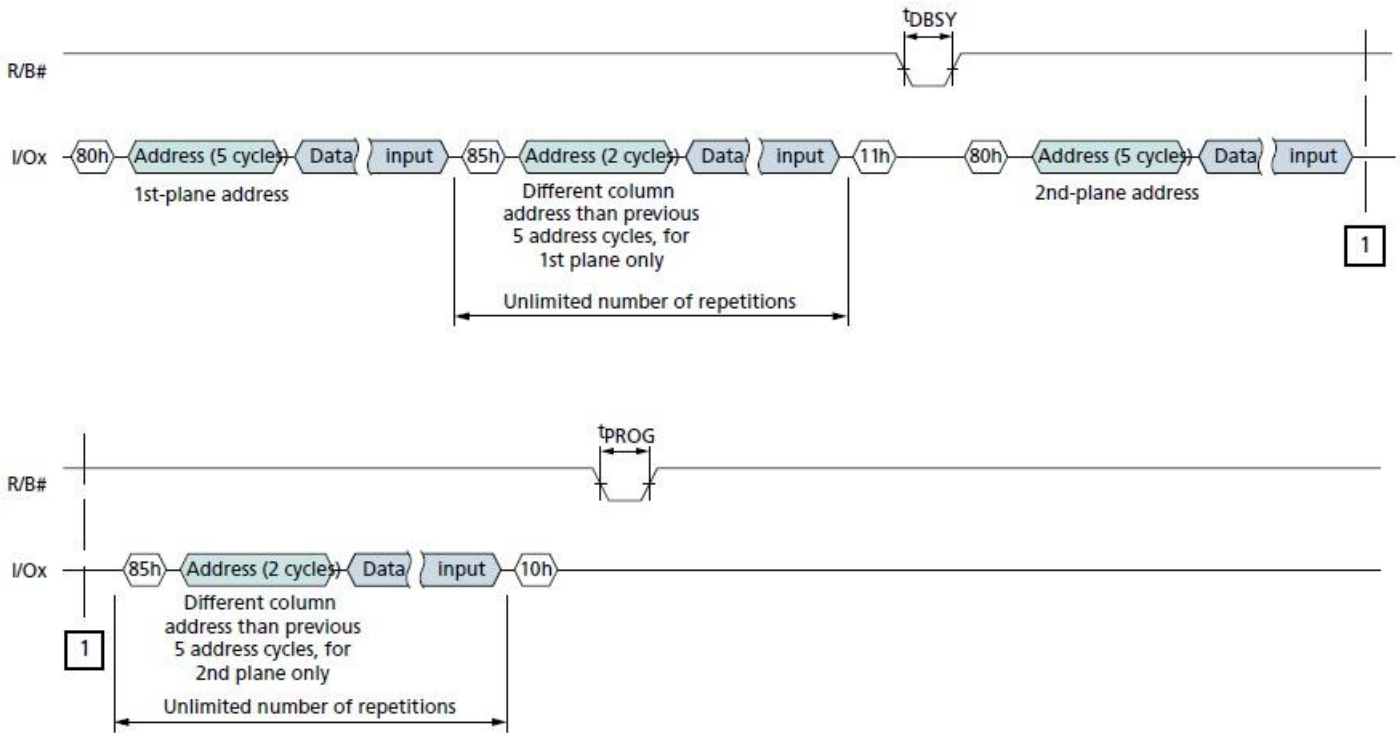 tDBSY
R/B#
I/Ox 80h Address (5 cycles) Data input 85h Address (2 cycles) Data input 11h 80h Address (5 cycles) Data input
1st-plane address
Different column
address than previous
5 address cycles, for
1st plane only
2nd-plane address
1
Unlimited number of repetitions
tPROG
R/B#
I/Ox 85h Address (2 cycles) Data input 10h
Different column
address than previous
5 address cycles, for
2nd plane only
1
Unlimited number of repetitions